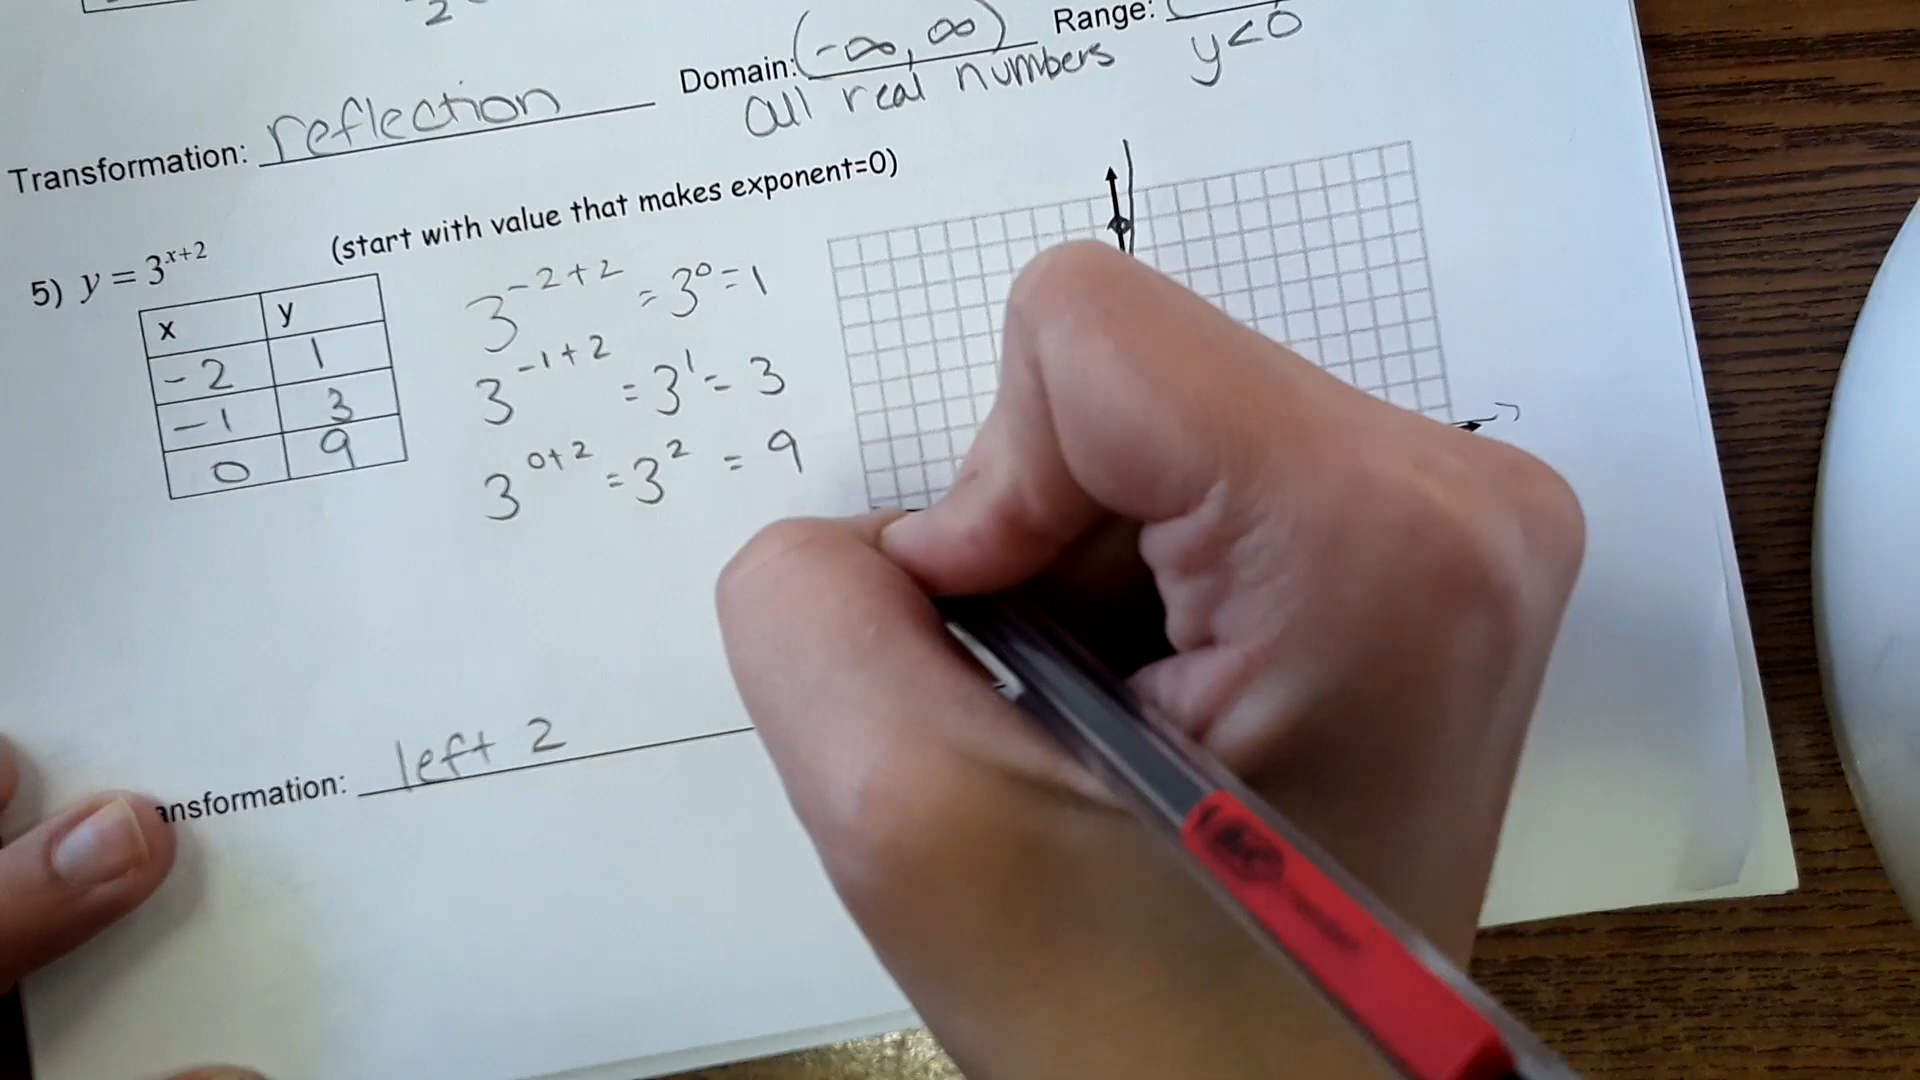 2
Domain: (-∞, ∞) Range: (
all real numbers y<0
Transformation: reflection
(start with value that makes exponent=0)
5) y = 3^{x+2}
x y
-2 1
-1 3
0 9
3^{-2+2} = 3^0 = 1
3^{-1+2} = 3^1 = 3
3^{0+2} = 3^2 = 9
ansformation: left 2